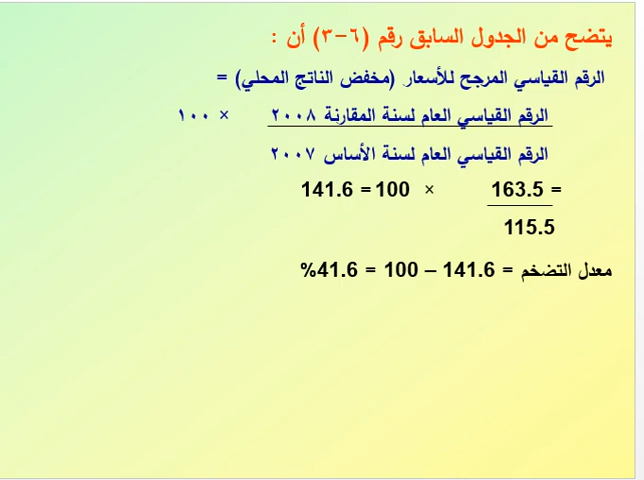 يتضح من الجدول السابق رقم (٦-٣) أن :
الرقم القياسي المرجح للأسعار (مخفض الناتج المحلي) =
الرقم القياسي العام لسنة المقارنة ٢٠٠٨ × ١٠٠
الرقم القياسي العام لسنة الأساس ٢٠٠٧
= 163.5 × 100 = 141.6
115.5
معدل التضخم = 141.6 – 100 = 41.6%